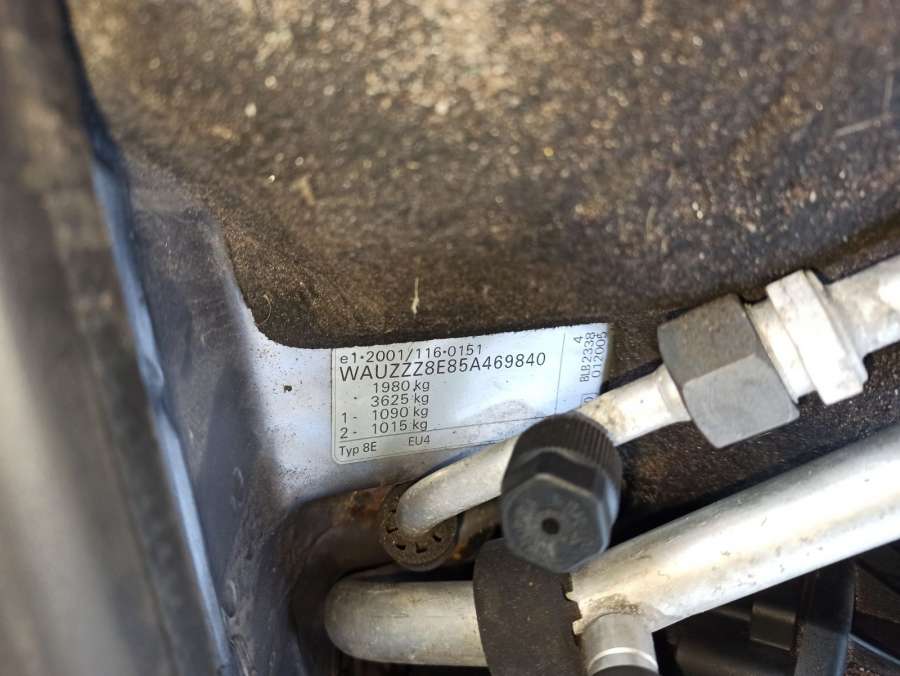 e1*2001/116*0151
WAUZZZ8E85A469840
1980 kg
3625 kg
1- 1090 kg
2- 1015 kg
Typ 8E EU4
4
BLB2338
012005